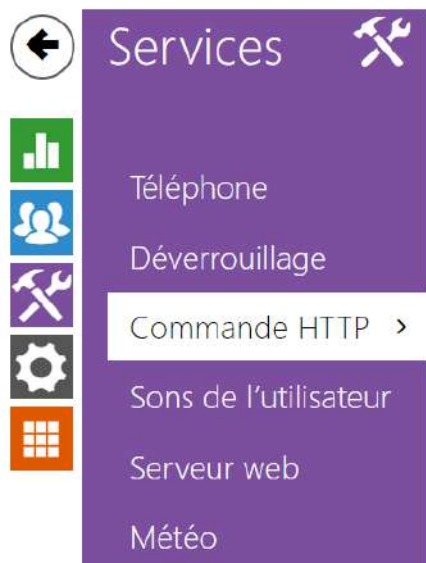 Services
Téléphone
Déverrouillage
Commande HTTP >
Sons de l'utilisateur
Serveur web
Météo